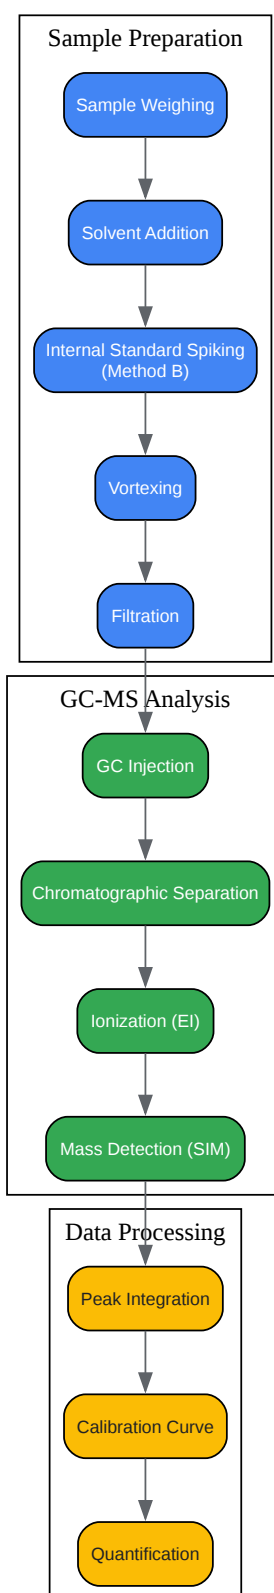 Sample Preparation
Sample Weighing
Solvent Addition
Internal Standard Spiking
(Method B)
Vortexing
Filtration
GC-MS Analysis
GC Injection
Chromatographic Separation
Ionization (EI)
Mass Detection (SIM)
Data Processing
Peak Integration
Calibration Curve
Quantification